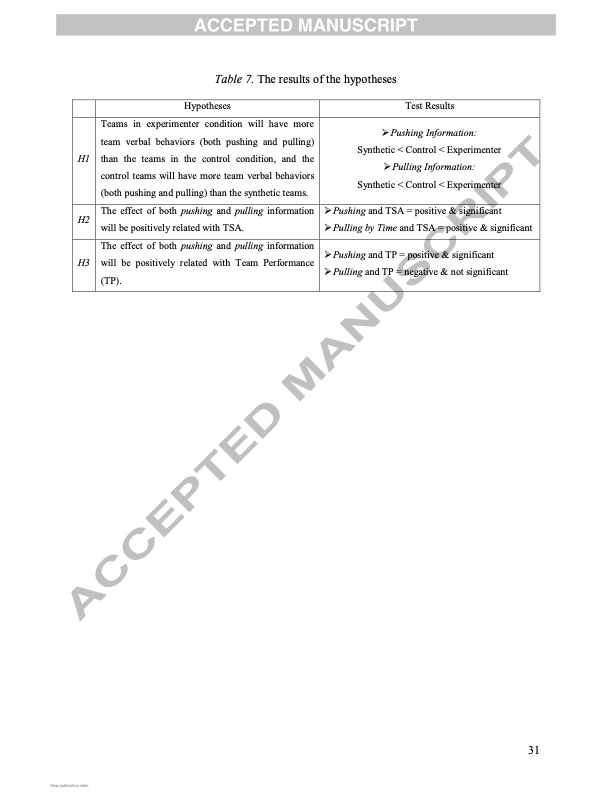 ACCEPTED MANUSCRIPT
Table 7. The results of the hypotheses
Hypotheses
Test Results
H1
Teams in experimenter condition will have more
team verbal behaviors (both pushing and pulling)
than the teams in the control condition, and the
control teams will have more team verbal behaviors
(both pushing and pulling) than the synthetic teams.
➢Pushing Information:
Synthetic < Control < Experimenter
➢Pulling Information:
Synthetic < Control < Experimenter
H2
The effect of both pushing and pulling information
will be positively related with TSA.
➢Pushing and TSA = positive & significant
➢Pulling by Time and TSA = positive & significant
H3
The effect of both pushing and pulling information
will be positively related with Team Performance
(TP).
➢Pushing and TP = positive & significant
➢Pulling and TP = negative & not significant
ACCEPTED MANUSCRIPT
31
View publication stats